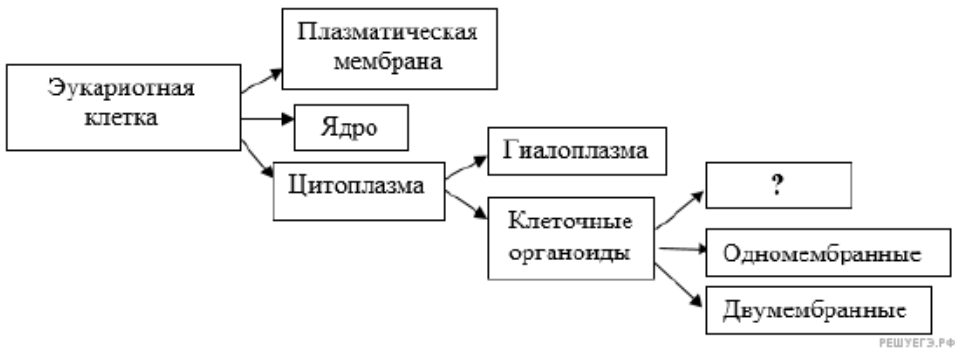 Плазматическая
мембрана
Эукариотная
клетка
Ядро
Гиалоплазма
Цитоплазма
?
Клеточные
органоиды
Одномембранные
Двумембранные
РЕШУЕГЭ.РФ